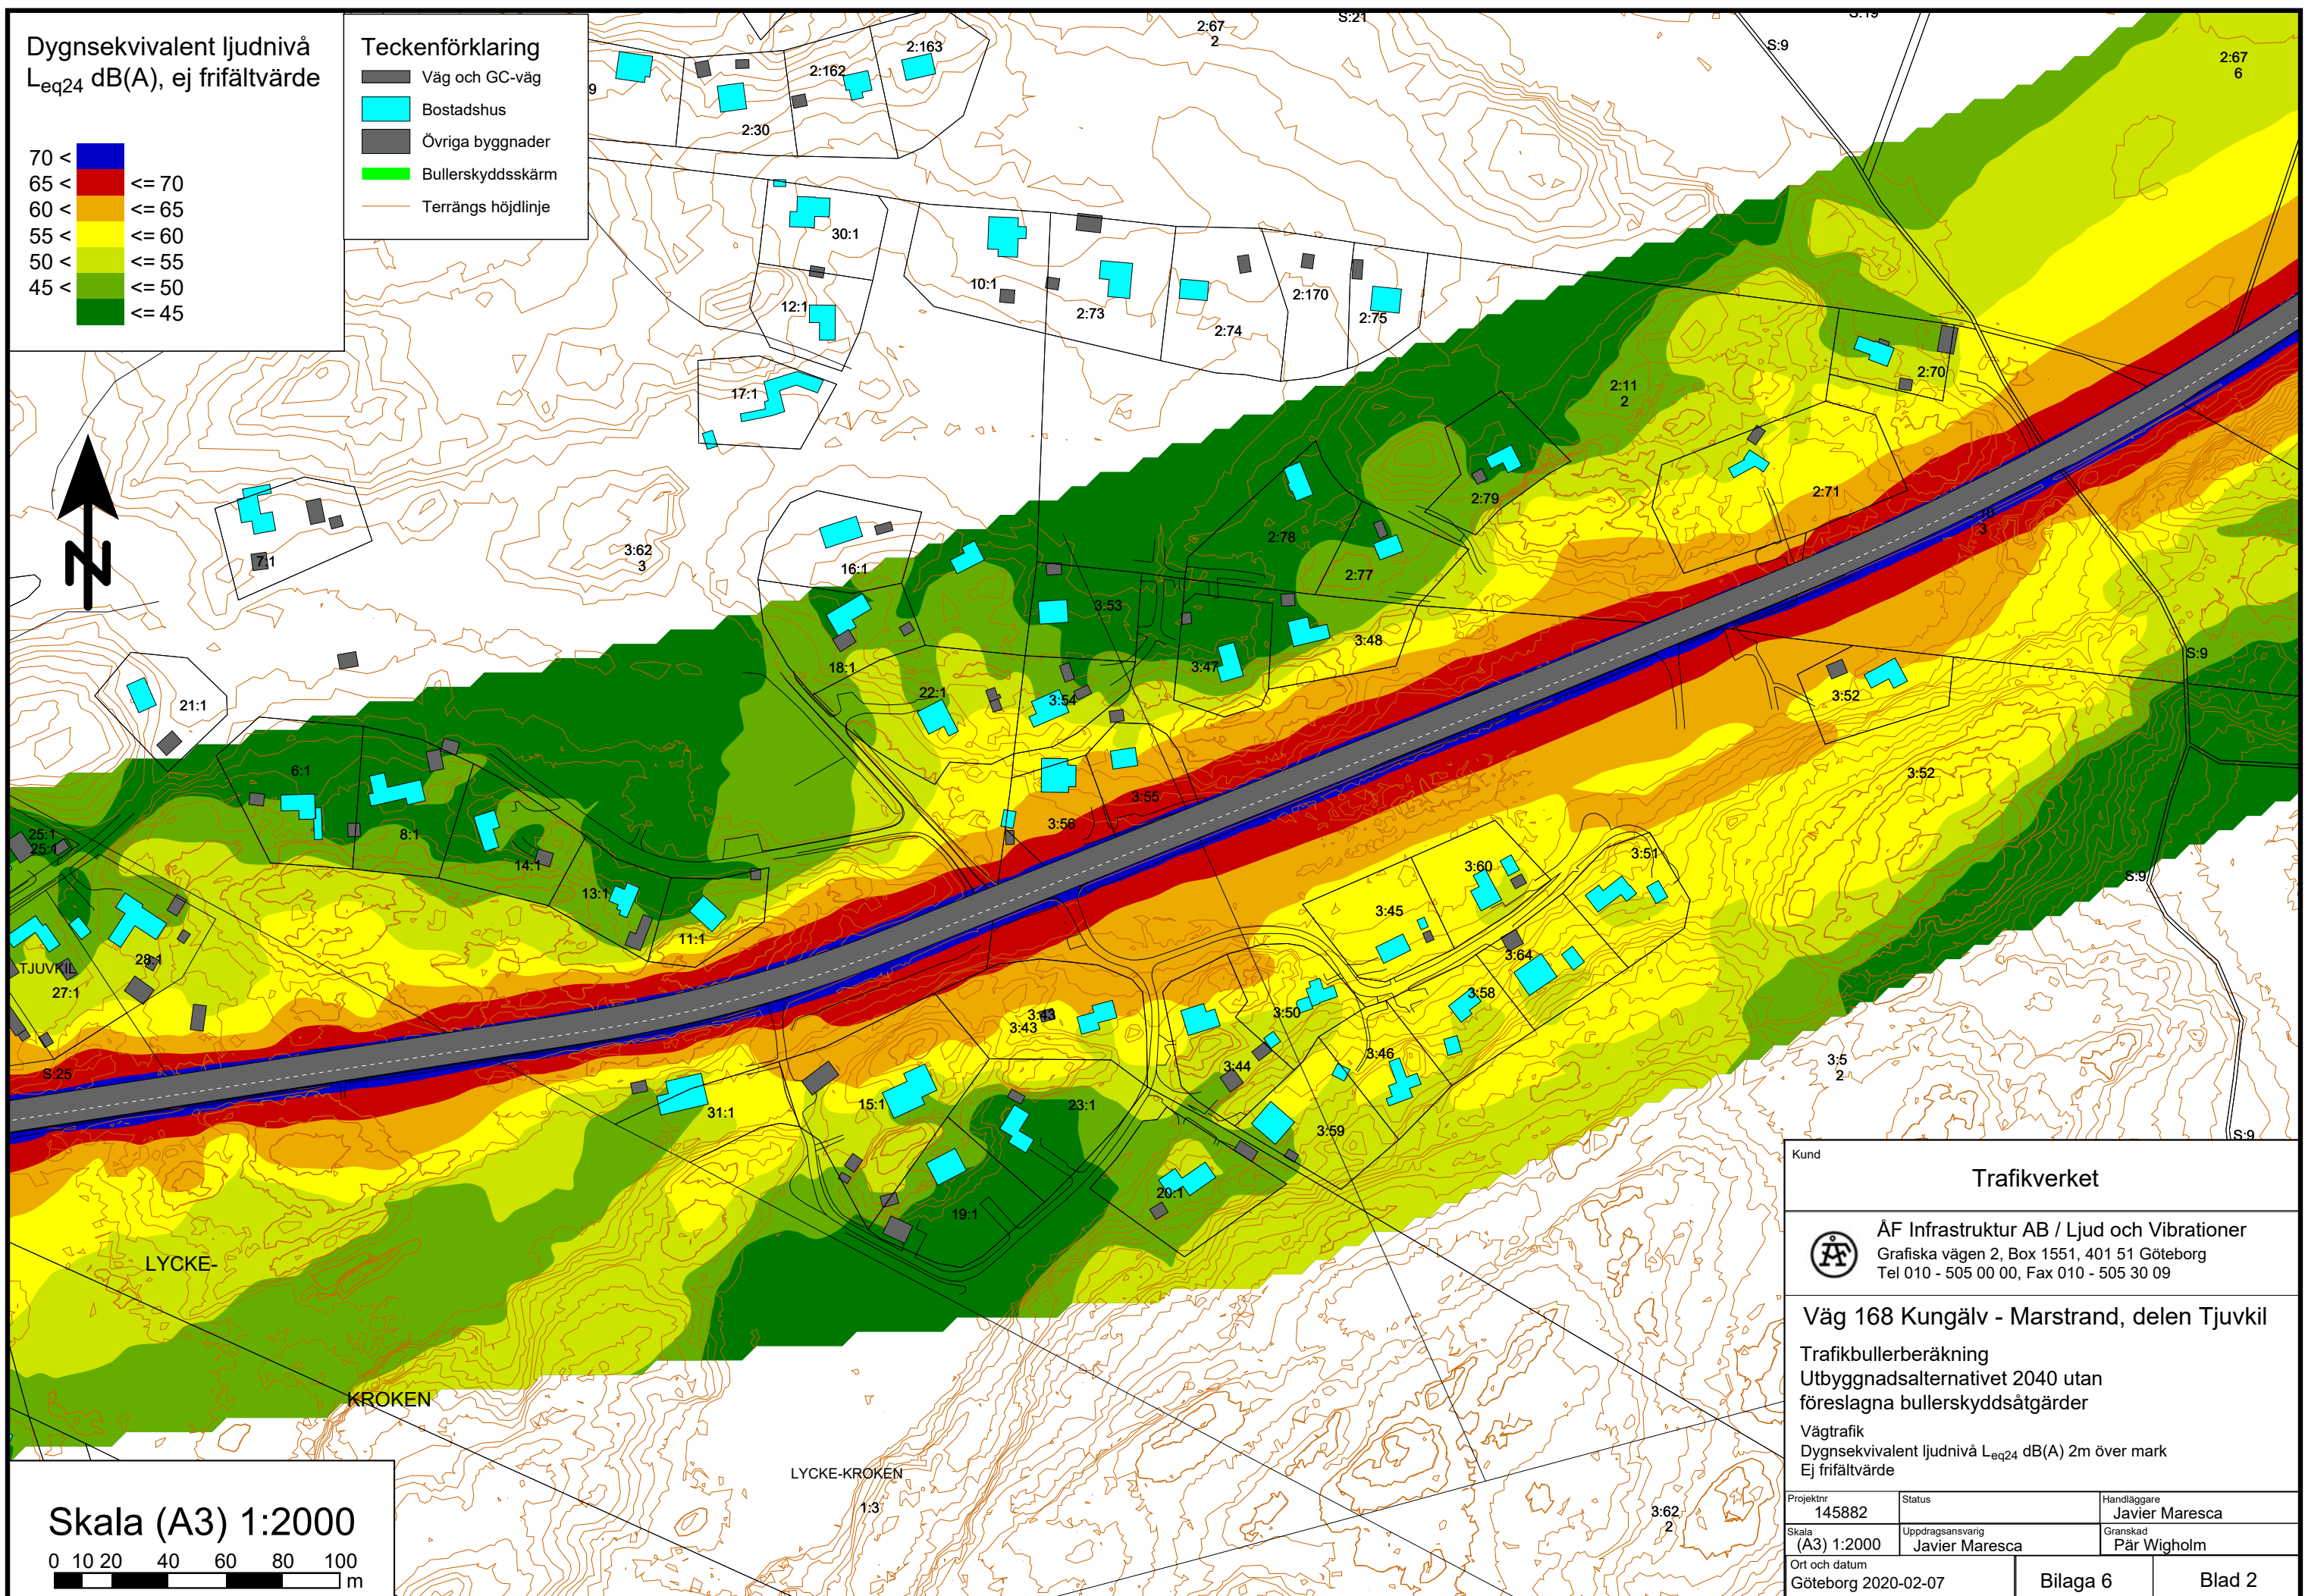 Dygnsekvivalent ljudnivå
Leq24 dB(A), ej frifältvärde
70 <
65 < <= 70
60 < <= 65
55 < <= 60
50 < <= 55
45 < <= 50
<= 45
Teckenförklaring
Väg och GC-väg
Bostadshus
Övriga byggnader
Bullerskyddsskärm
Terrängs höjdlinje
2:67
2
S:21
S:19
S:9
2:67
6
2:163
2:162
9
2:30
30:1
12:1
10:1
2:73
2:74
2:170
2:75
17:1
2:11
2
2:70
2:71
2:79
2:78
2:77
7:1
3:62
3
16:1
3:53
3:48
3:47
18:1
22:1
3:54
21:1
S:9
3:52
3:52
6:1
8:1
14:1
13:1
11:1
3:55
3:56
25:1
25:1
28:1
TJUVKIL
27:1
S:25
3:60
3:51
3:45
3:64
3:58
3:50
3:46
3:44
3:43
3:43
S:9
31:1
15:1
23:1
3:59
20:1
19:1
3:5
2
S:9
LYCKE-
KROKEN
LYCKE-KROKEN
1:3
3:62
2
N
Skala (A3) 1:2000
0 10 20 40 60 80 100
m
Kund
Trafikverket
ÅF
ÅF Infrastruktur AB / Ljud och Vibrationer
Grafiska vägen 2, Box 1551, 401 51 Göteborg
Tel 010 - 505 00 00, Fax 010 - 505 30 09
Väg 168 Kungälv - Marstrand, delen Tjuvkil
Trafikbullerberäkning
Utbyggnadsalternativet 2040 utan
föreslagna bullerskyddsåtgärder
Vägtrafik
Dygnsekvivalent ljudnivå Leq24 dB(A) 2m över mark
Ej frifältvärde
Projektnr
145882
Status
Handläggare
Javier Maresca
Skala
(A3) 1:2000
Uppdragsansvarig
Javier Maresca
Granskad
Pär Wigholm
Ort och datum
Göteborg 2020-02-07
Bilaga 6
Blad 2